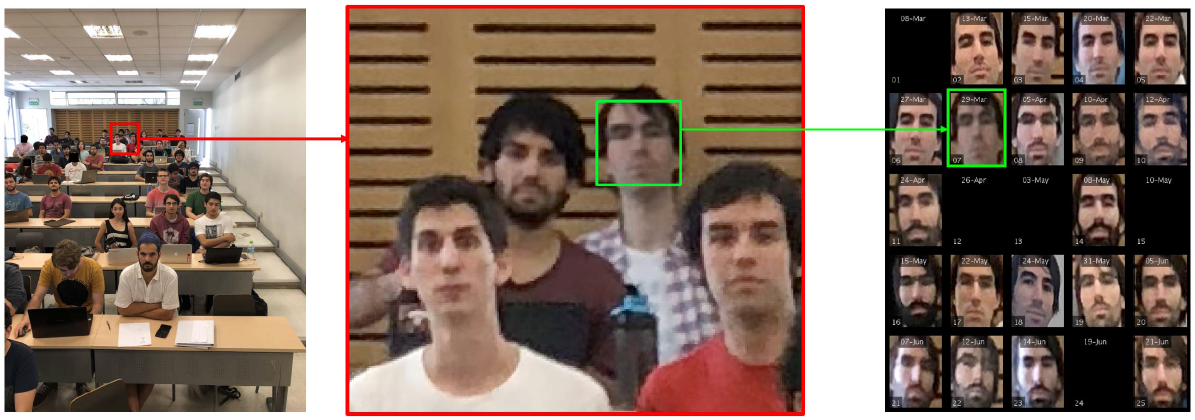 08-Mar 13-Mar 15-Mar 20-Mar 22-Mar
01 02 03 04 05
27-Mar 29-Mar 05-Apr 10-Apr 12-Apr
06 07 08 09 10
24-Apr 26-Apr 03-May 08-May 10-May
11 12 13 14 15
15-May 22-May 24-May 31-May 05-Jun
16 17 18 19 20
07-Jun 12-Jun 14-Jun 19-Jun 21-Jun
21 22 23 24 25